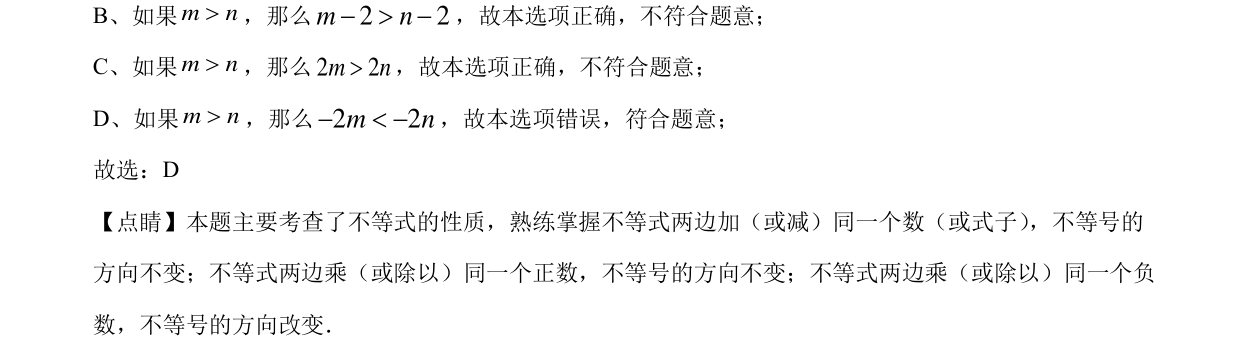 B、如果 m > n ，那么 m − 2 > n − 2 ，故本选项正确，不符合题意；
C、如果 m > n ，那么 2m > 2n ，故本选项正确，不符合题意；
D、如果 m > n ，那么 −2m < −2n ，故本选项错误，符合题意；
故选：D
【点睛】本题主要考查了不等式的性质，熟练掌握不等式两边加（或减）同一个数（或式子），不等号的
方向不变；不等式两边乘（或除以）同一个正数，不等号的方向不变；不等式两边乘（或除以）同一个负
数，不等号的方向改变．